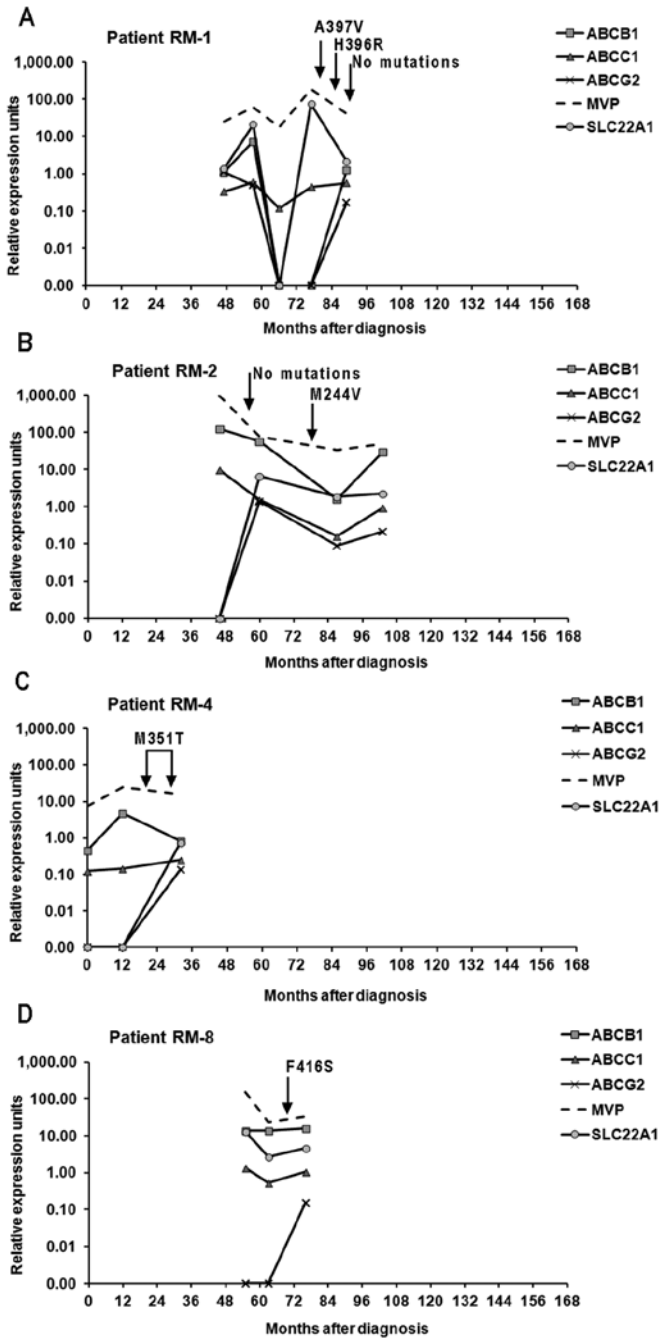 A
Patient RM-1
A397V
H396R
No mutations
ABCB1
ABCC1
ABCG2
MVP
SLC22A1
Relative expression units
1,000.00
100.00
10.00
1.00
0.10
0.01
0.00
0 12 24 36 48 60 72 84 96 108 120 132 144 156 168
Months after diagnosis
B
Patient RM-2
No mutations
M244V
ABCB1
ABCC1
ABCG2
MVP
SLC22A1
Relative expression units
1,000.00
100.00
10.00
1.00
0.10
0.01
0.00
0 12 24 36 48 60 72 84 96 108 120 132 144 156 168
Months after diagnosis
C
Patient RM-4
M351T
ABCB1
ABCC1
ABCG2
MVP
SLC22A1
Relative expression units
1,000.00
100.00
10.00
1.00
0.10
0.01
0.00
0 12 24 36 48 60 72 84 96 108 120 132 144 156 168
Months after diagnosis
D
Patient RM-8
F416S
ABCB1
ABCC1
ABCG2
MVP
SLC22A1
Relative expression units
1,000.00
100.00
10.00
1.00
0.10
0.01
0.00
0 12 24 36 48 60 72 84 96 108 120 132 144 156 168
Months after diagnosis